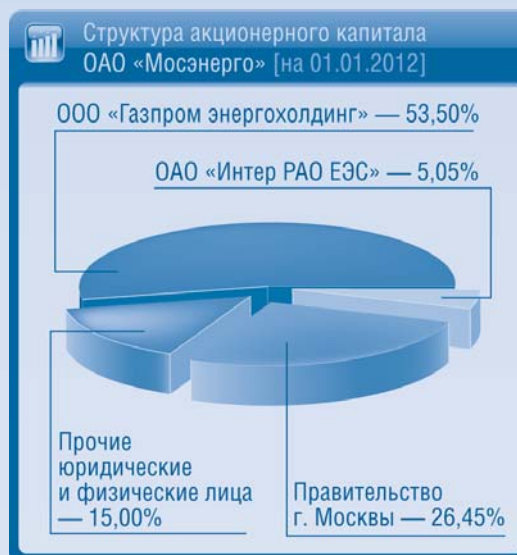 Структура акционерного капитала
ОАО «Мосэнерго» [на 01.01.2012]
ООО «Газпром энергохолдинг» — 53,50%
ОАО «Интер РАО ЕЭС» — 5,05%
Прочие
юридические
и физические лица
— 15,00%
Правительство
г. Москвы — 26,45%